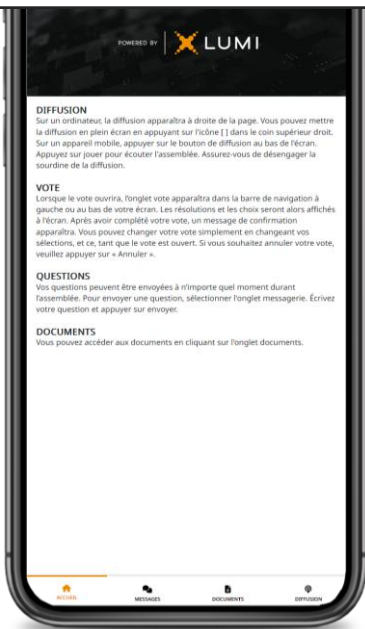 POWERED BY LUMI
DIFFUSION
Sur un ordinateur, la diffusion apparaîtra à droite de la page. Vous pouvez mettre
la diffusion en plein écran en appuyant sur l'icône [ ] dans le coin supérieur droit.
Sur un appareil mobile, appuyer sur le bouton de diffusion au bas de l'écran.
Appuyez sur jouer pour écouter l'assemblée. Assurez-vous de désengager la
sourdine de la diffusion.
VOTE
Lorsque le vote ouvrira, l'onglet vote apparaîtra dans la barre de navigation à
gauche ou au bas de votre écran. Les résolutions et les choix seront alors affichés
à l'écran. Après avoir complété votre vote, un message de confirmation
apparaîtra. Vous pouvez changer votre vote simplement en changeant vos
sélections, et ce, tant que le vote est ouvert. Si vous souhaitez annuler votre vote,
veuillez appuyer sur « Annuler ».
QUESTIONS
Vos questions peuvent être envoyées à n'importe quel moment durant
l'assemblée. Pour envoyer une question, sélectionner l'onglet messagerie. Écrivez
votre question et appuyer sur envoyer.
DOCUMENTS
Vous pouvez accéder aux documents en cliquant sur l'onglet documents.
ACCUEIL MESSAGES DOCUMENTS DIFFUSION